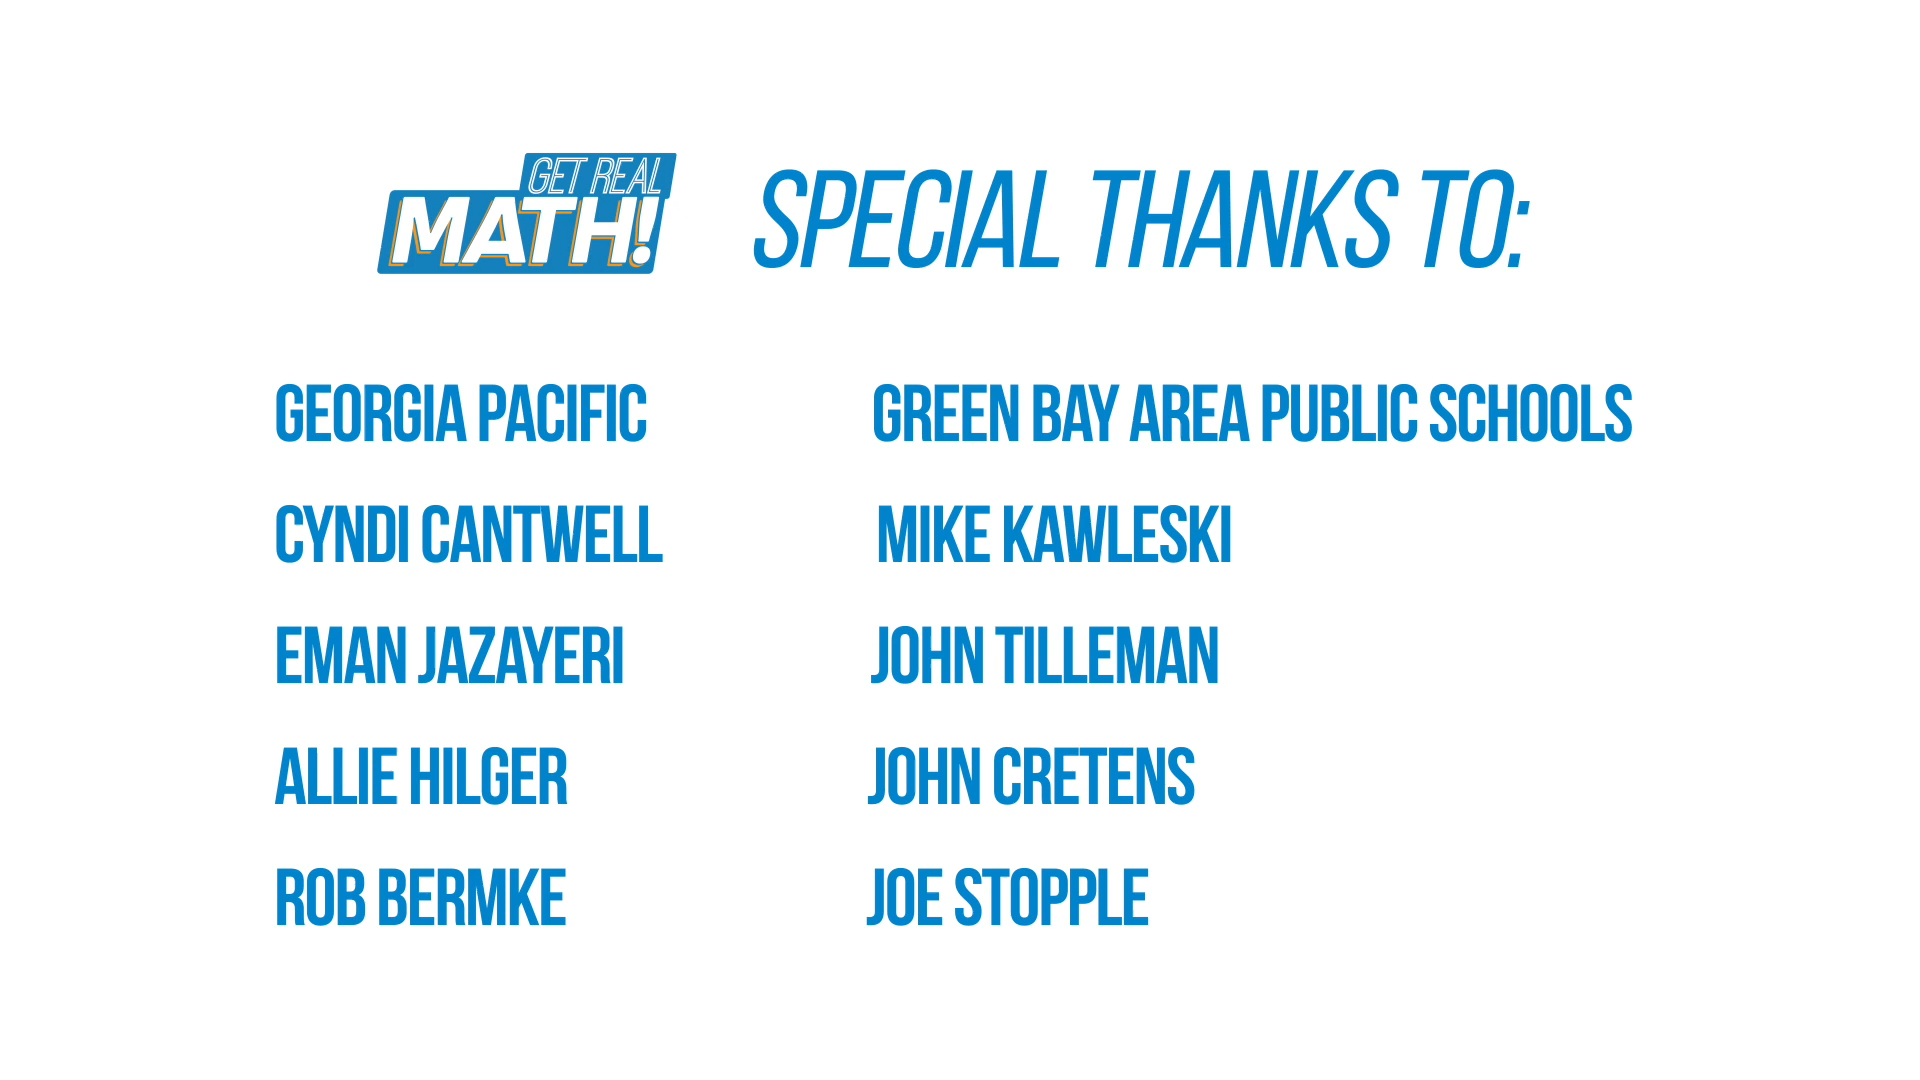 GET REAL
MATH!
SPECIAL THANKS TO:
GEORGIA PACIFIC
CYNDI CANTWELL
EMAN JAZAYERI
ALLIE HILGER
ROB BERMKE
GREEN BAY AREA PUBLIC SCHOOLS
MIKE KAWLESKI
JOHN TILLEMAN
JOHN CRETENS
JOE STOPPLE